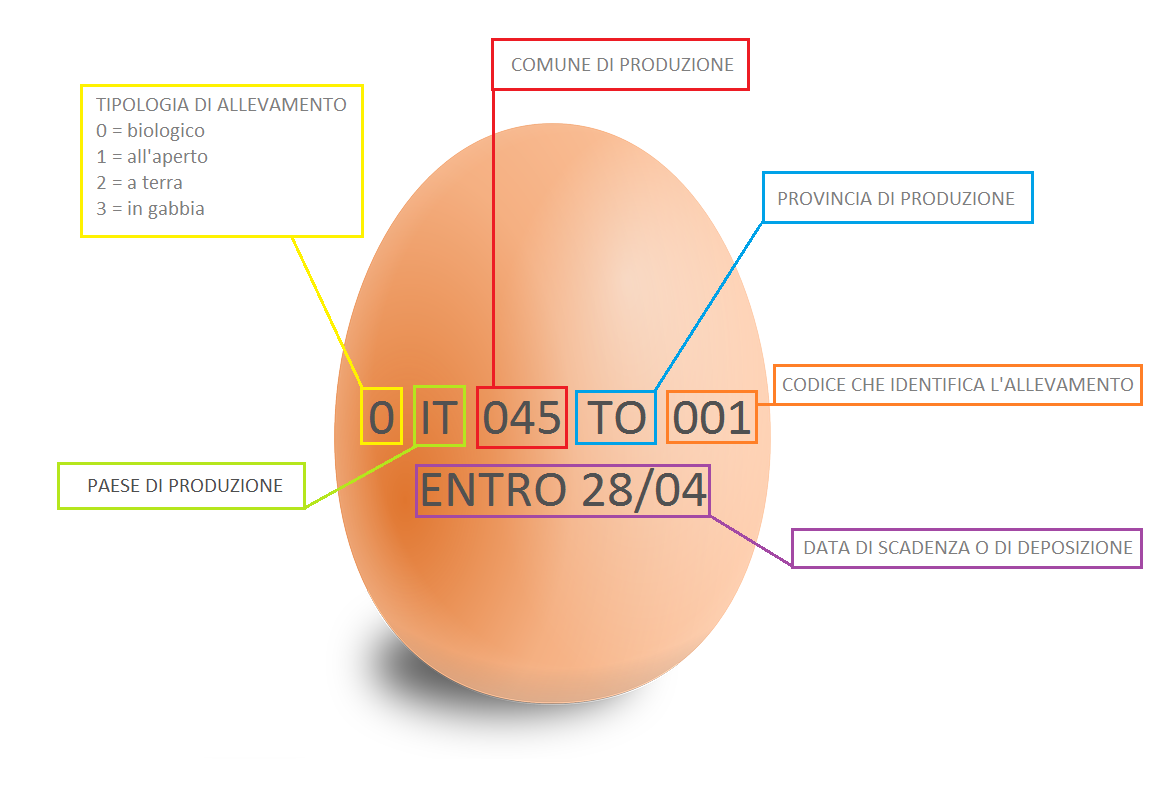 COMUNE DI PRODUZIONE
TIPOLOGIA DI ALLEVAMENTO
0 = biologico
1 = all'aperto
2 = a terra
3 = in gabbia
PROVINCIA DI PRODUZIONE
CODICE CHE IDENTIFICA L'ALLEVAMENTO
0 IT 045 TO 001
PAESE DI PRODUZIONE
ENTRO 28/04
DATA DI SCADENZA O DI DEPOSIZIONE